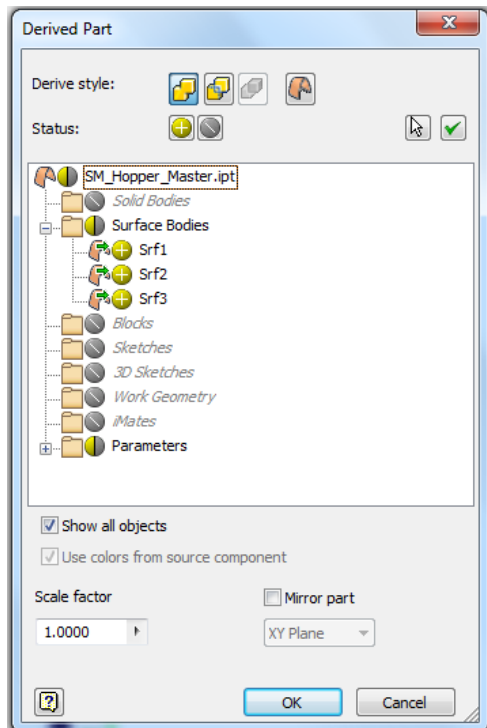 Derived Part
Derive style:
Status:
SM_Hopper_Master.ipt
Solid Bodies
Surface Bodies
Srf1
Srf2
Srf3
Blocks
Sketches
3D Sketches
Work Geometry
iMates
Parameters
Show all objects
Use colors from source component
Scale factor
Mirror part
1.0000
XY Plane
OK
Cancel